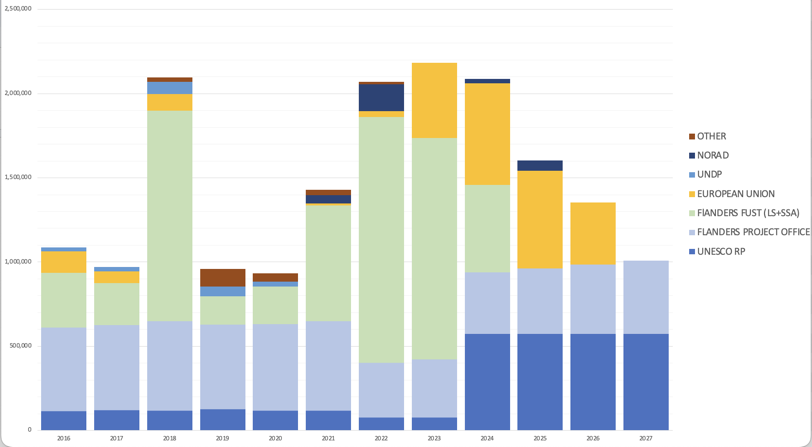 2,500,000
2,000,000
1,500,000
1,000,000
500,000
0
2016 2017 2018 2019 2020 2021 2022 2023 2024 2025 2026 2027
OTHER
NORAD
UNDP
EUROPEAN UNION
FlANDERS FUST (LS+SSA)
FLANDERS PROJECT OFFICE
UNESCO RP